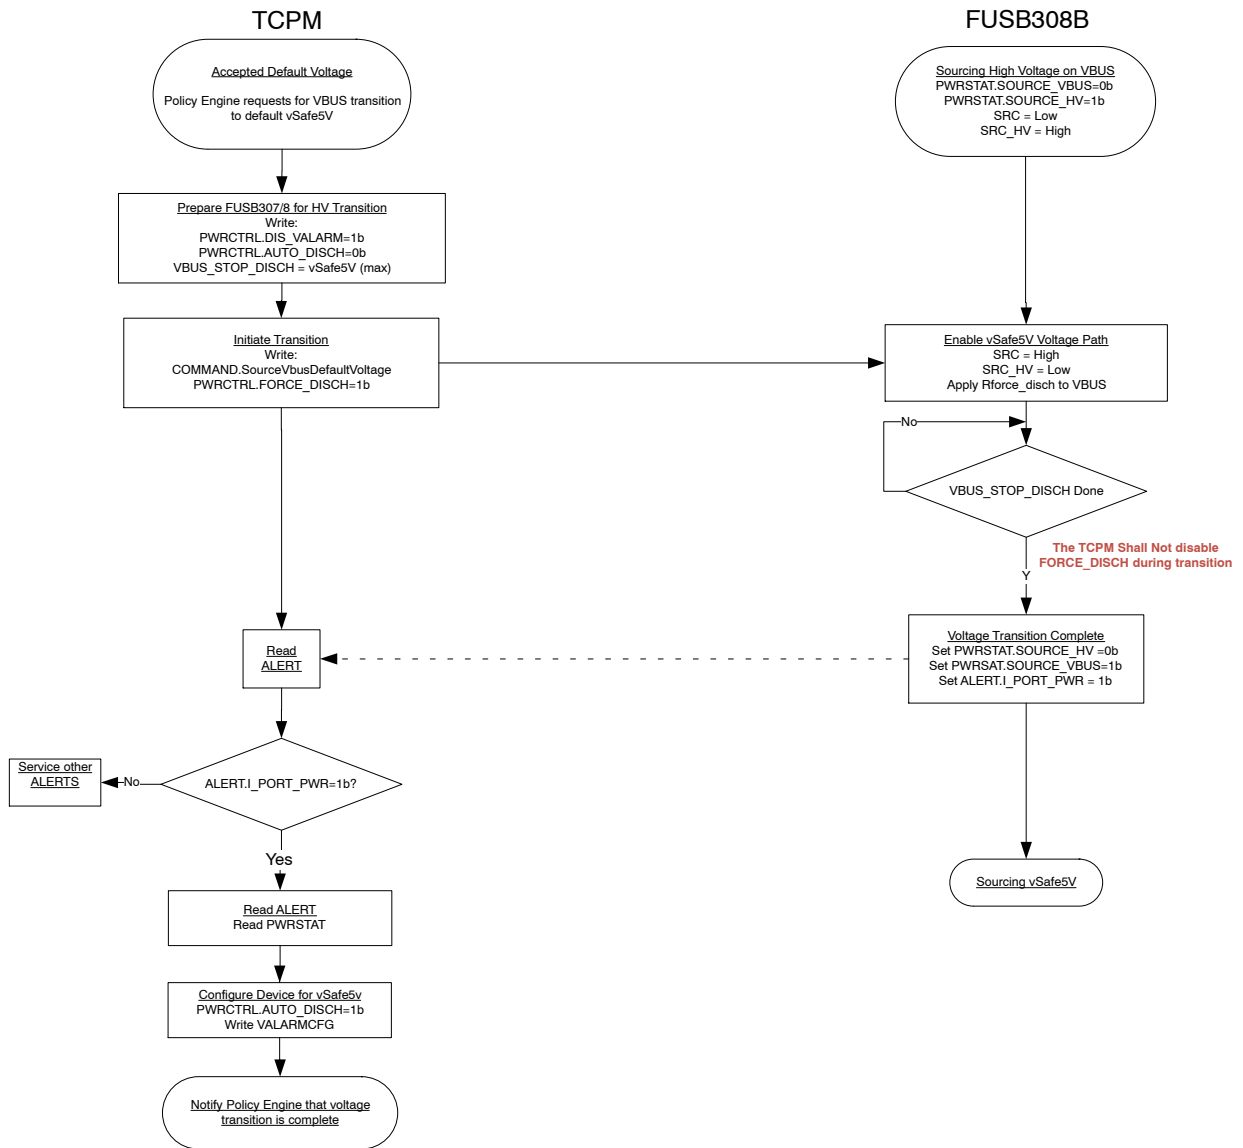 TCPM
FUSB308B
Accepted Default Voltage
Policy Engine requests for VBUS transition
to default vSafe5V
Sourcing High Voltage on VBUS
PWRSTAT.SOURCE_VBUS=0b
PWRSTAT.SOURCE_HV=1b
SRC = Low
SRC_HV = High
Prepare FUSB307/8 for HV Transition
Write:
PWRCTRL.DIS_VALARM=1b
PWRCTRL.AUTO_DISCH=0b
VBUS_STOP_DISCH = vSafe5V (max)
Initiate Transition
Write:
COMMAND.SourceVbusDefaultVoltage
PWRCTRL.FORCE_DISCH=1b
Enable vSafe5V Voltage Path
SRC = High
SRC_HV = Low
Apply Rforce_disch to VBUS
No
VBUS_STOP_DISCH Done
The TCPM Shall Not disable
FORCE_DISCH during transition
Y
Read
ALERT
Voltage Transition Complete
Set PWRSTAT.SOURCE_HV =0b
Set PWRSAT.SOURCE_VBUS=1b
Set ALERT.I_PORT_PWR = 1b
Service other
ALERTS
No
ALERT.I_PORT_PWR=1b?
Yes
Sourcing vSafe5V
Read ALERT
Read PWRSTAT
Configure Device for vSafe5v
PWRCTRL.AUTO_DISCH=1b
Write VALARMCFG
Notify Policy Engine that voltage
transition is complete